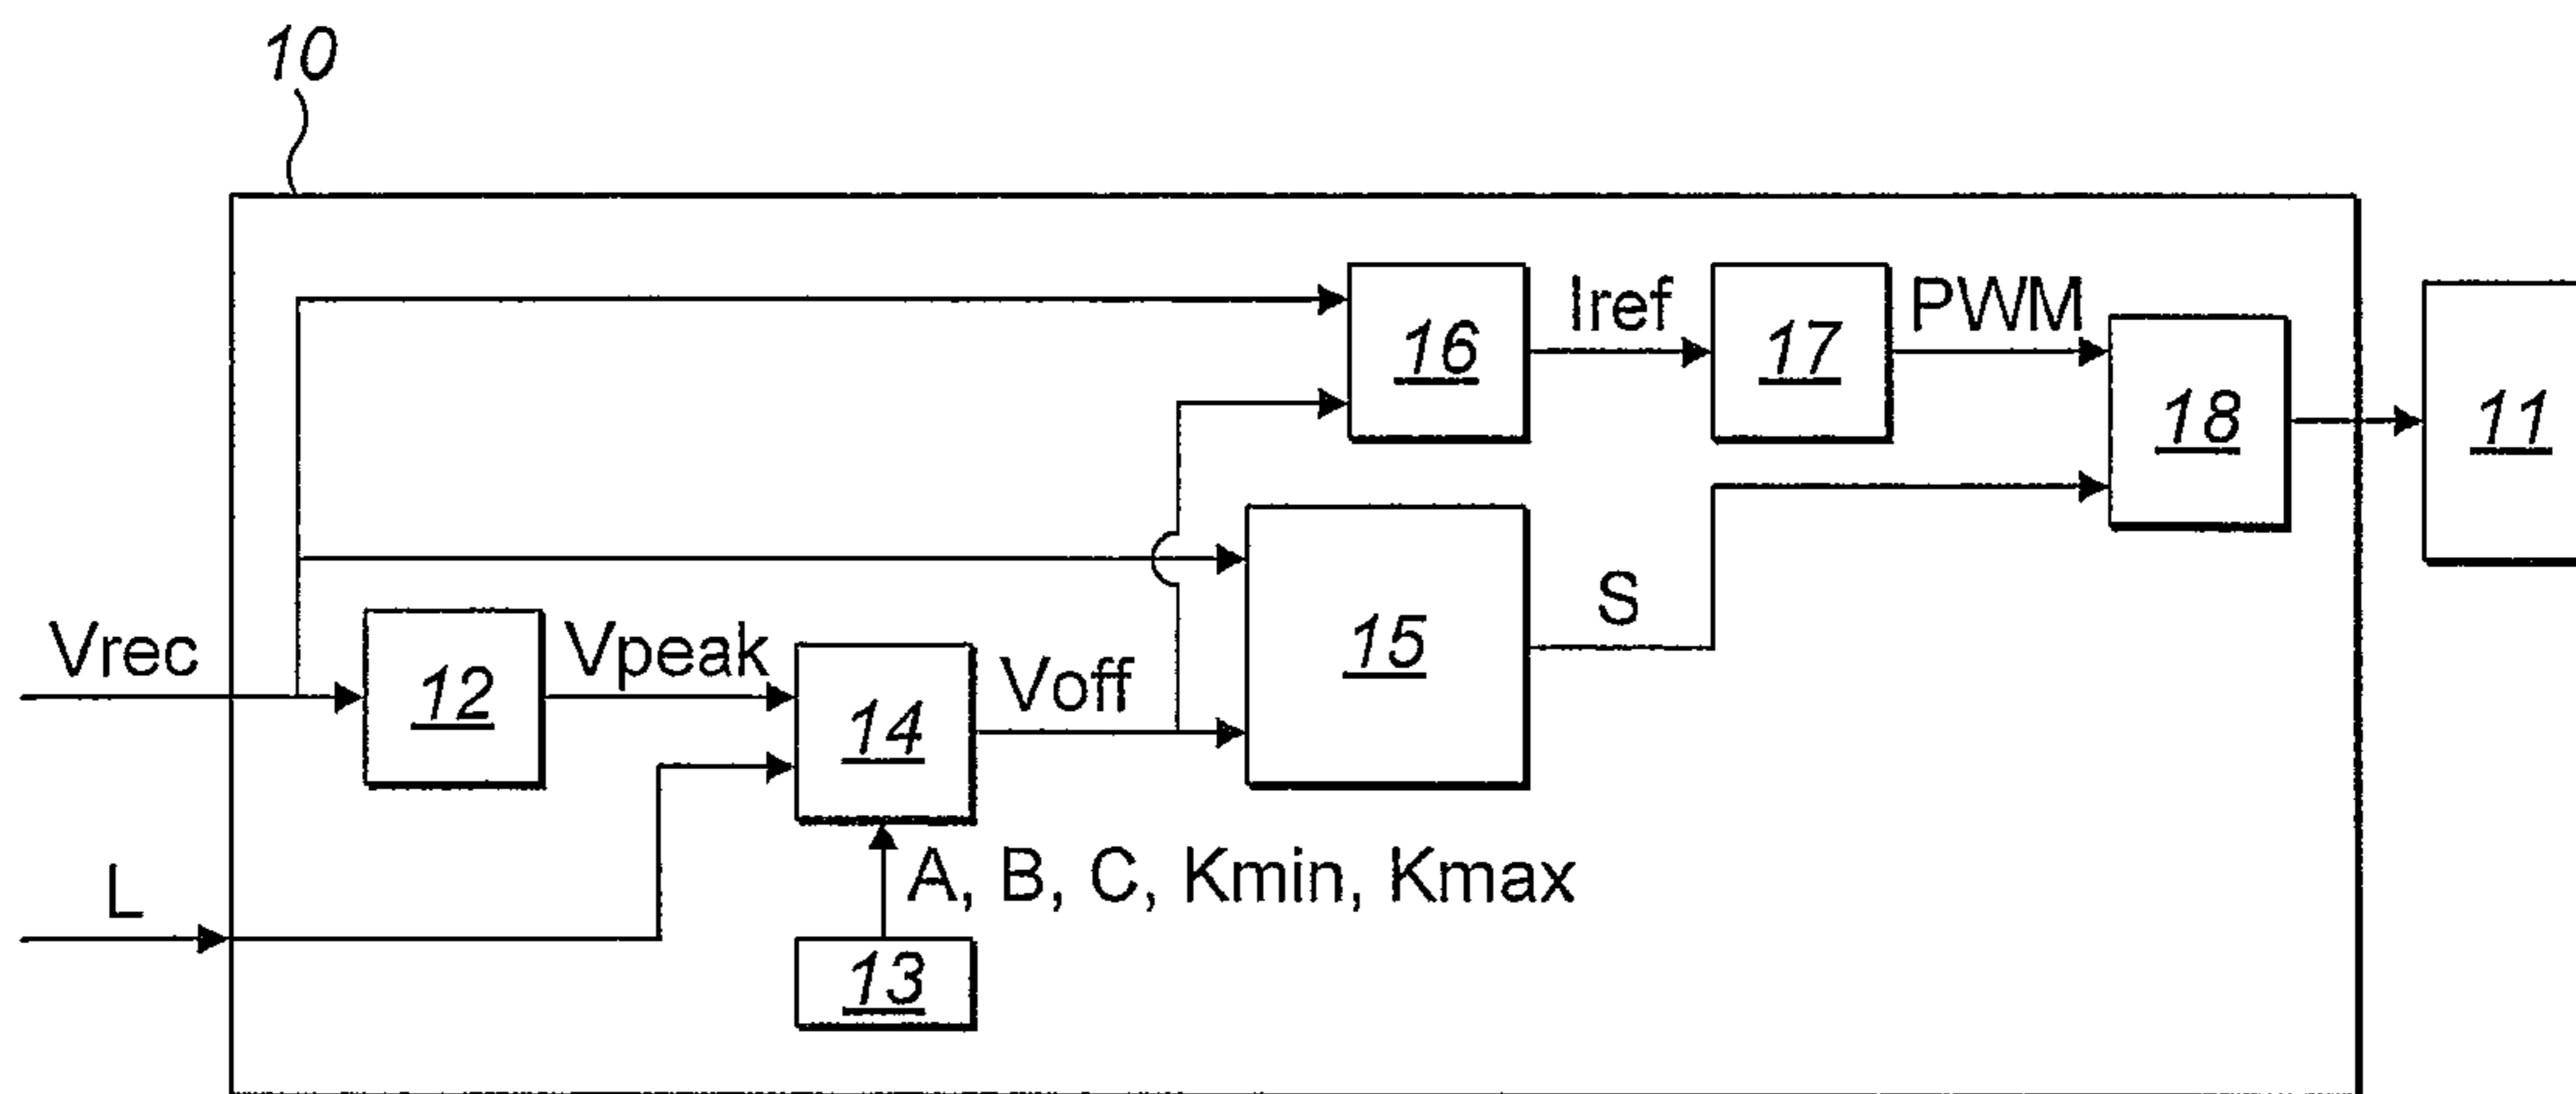 10
16
Iref
17
PWM
18
11
Vrec
12
Vpeak
14
Voff
15
S
L
A, B, C, Kmin, Kmax
13